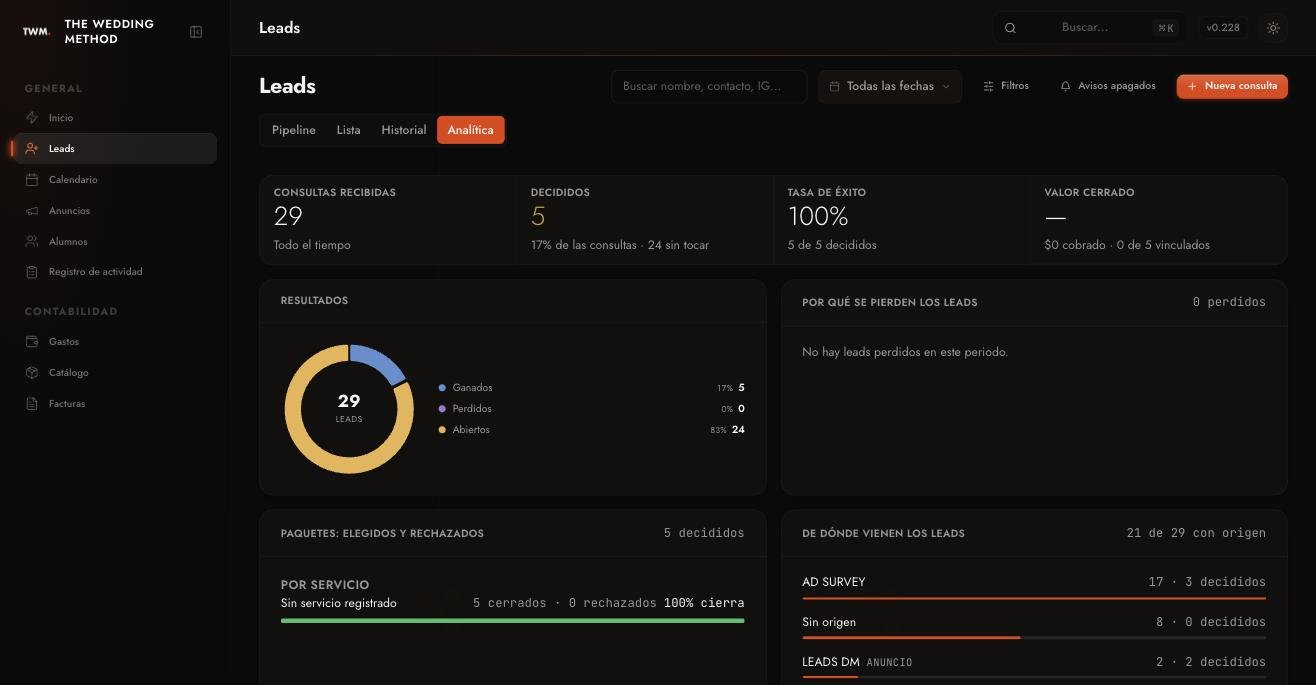 TWM.
THE WEDDING
METHOD
Leads
Buscar...
⌘K
v0.228
GENERAL
Inicio
Leads
Calendario
Anuncios
Alumnos
Registro de actividad
CONTABILIDAD
Gastos
Catálogo
Facturas
Leads
Buscar nombre, contacto, IG...
Todas las fechas
Filtros
Avisos apagados
Nueva consulta
Pipeline
Lista
Historial
Analítica
CONSULTAS RECIBIDAS
29
Todo el tiempo
DECIDIDOS
5
17% de las consultas · 24 sin tocar
TASA DE ÉXITO
100%
5 de 5 decididos
VALOR CERRADO
—
$0 cobrado · 0 de 5 vinculados
RESULTADOS
29
LEADS
Ganados 17% 5
Perdidos 0% 0
Abiertos 83% 24
POR QUÉ SE PIERDEN LOS LEADS 0 perdidos
No hay leads perdidos en este periodo.
PAQUETES: ELEGIDOS Y RECHAZADOS 5 decididos
POR SERVICIO
Sin servicio registrado 5 cerrados · 0 rechazados 100% cierra
DE DÓNDE VIENEN LOS LEADS 21 de 29 con origen
AD SURVEY 17 · 3 decididos
Sin origen 8 · 0 decididos
LEADS DM ANUNCIO 2 · 2 decididos